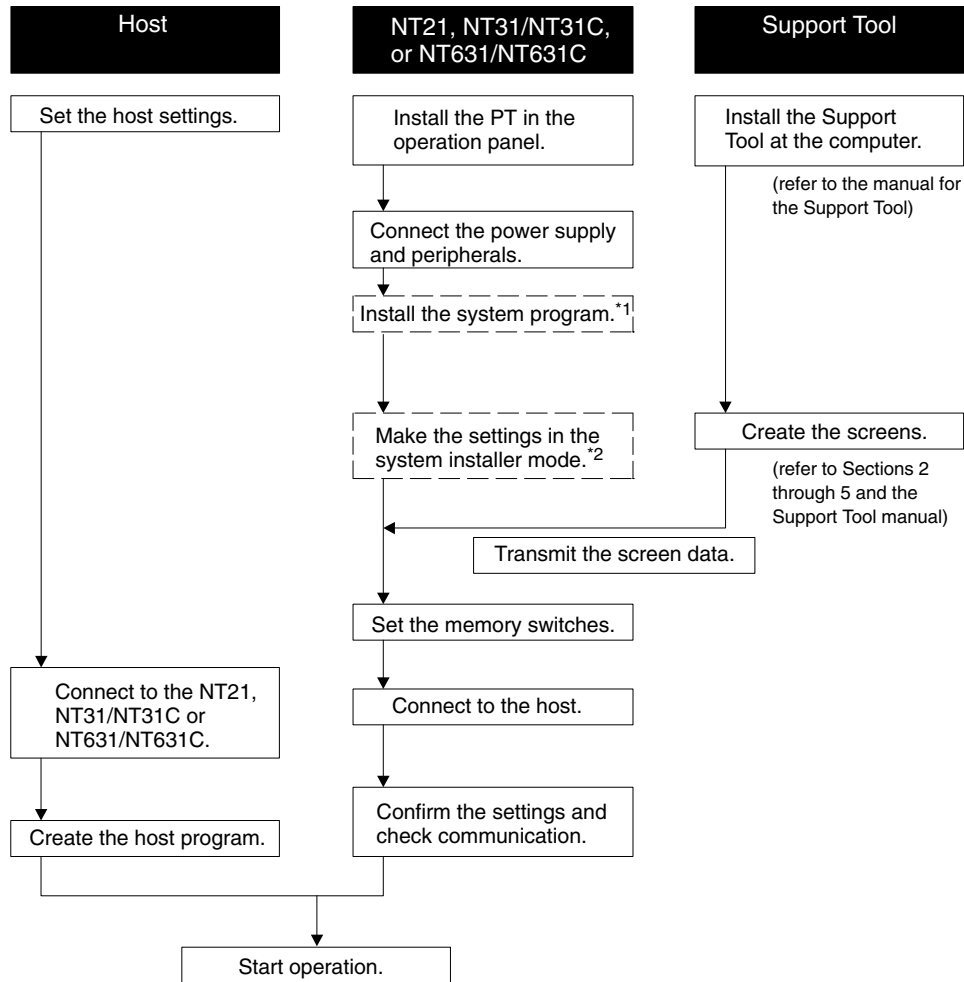 Host
NT21, NT31/NT31C,
or NT631/NT631C
Support Tool
Set the host settings.
Install the PT in the
operation panel.
Install the Support
Tool at the computer.
(refer to the manual for
the Support Tool)
Connect the power supply
and peripherals.
Install the system program.*1
Make the settings in the
system installer mode.*2
Create the screens.
(refer to Sections 2
through 5 and the
Support Tool manual)
Transmit the screen data.
Set the memory switches.
Connect to the NT21,
NT31/NT31C or
NT631/NT631C.
Connect to the host.
Create the host program.
Confirm the settings and
check communication.
Start operation.